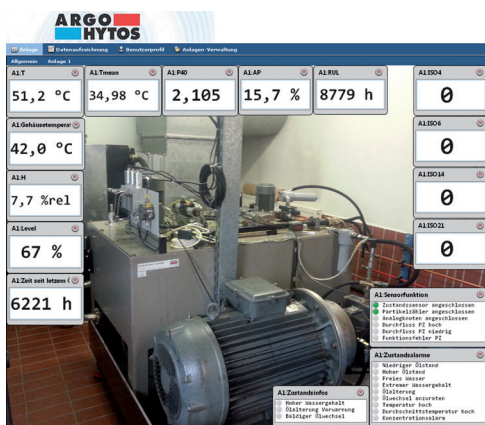 ARGO
HYTOS
Anlage Datenaufzeichnung Benutzerprofil Anlagen-Verwaltung
Allgemein Anlage 1
A1:T A1:Tmean A1:P40 A1:AP A1:RUL A1:ISO4
51,2 °C 34,98 °C 2,105 15,7 % 8779 h 0
A1:Gehäusetemperat A1:ISO6
42,0 °C 0
A1:H A1:ISO14
7,7 %rel 0
A1:Level A1:ISO21
67 % 0
A1:Zeit seit letzem (
6221 h
A1:Sensorfunktion
Zustandssensor angeschlossen
Partikelzähler angeschlossen
Analogknoten angeschlossen
Durchfluss PZ hoch
Durchfluss PZ niedrig
Funktionsfehler PZ
A1:Zustandsalarme
Niedriger Ölstand
Hoher Ölstand
Freies Wasser
Extremer Wassergehalt
Ölalterung
Ölwechsel anzuraten
Temperatur hoch
Durchschnittstemperatur hoch
Konzentrationsalarm
A1:Zustandsinfos
Hoher Wassergehalt
Ölalterung Vorwarnung
Baldiger Ölwechsel